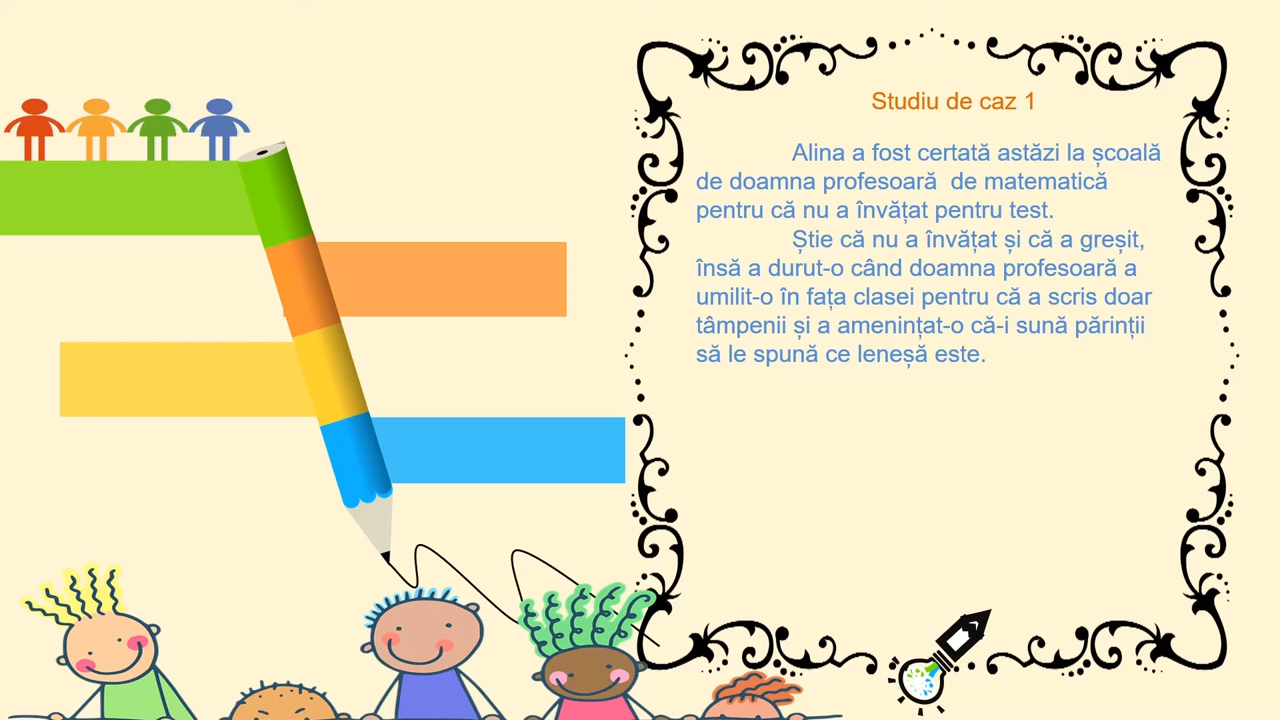 Studiu de caz 1
Alina a fost certată astăzi la școală
de doamna profesoară  de matematică
pentru că nu a învățat pentru test.
Știe că nu a învățat și că a greșit,
însă a durut-o când doamna profesoară a
umilit-o în fața clasei pentru că a scris doar
tâmpenii și a amenințat-o că-i sună părinții
să le spună ce leneșă este.